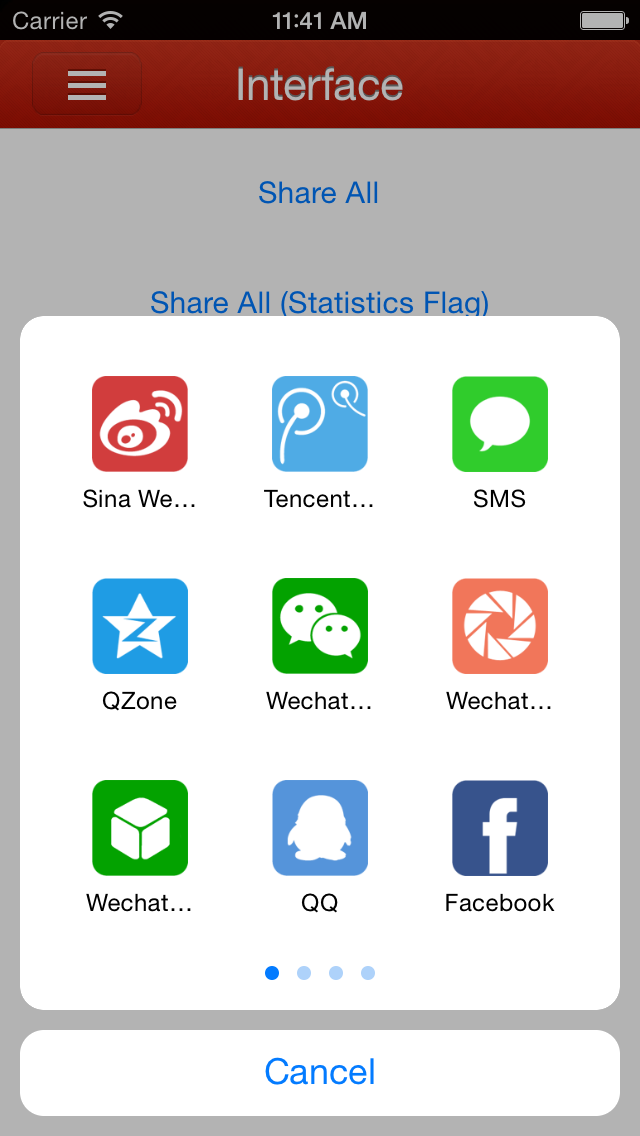 Carrier 11:41 AM
Interface
Share All
Share All (Statistics Flag)
Sina We... Tencent... SMS
QZone Wechat... Wechat...
Wechat... QQ Facebook
Cancel